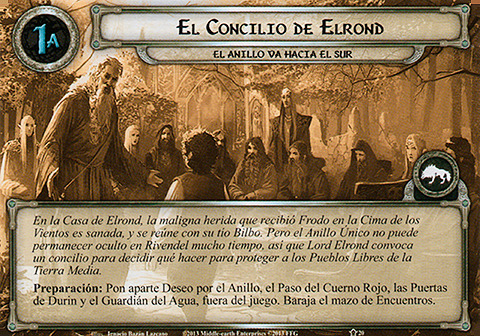 1A
EL CONCILIO DE ELROND
EL ANILLO VA HACIA EL SUR
En la Casa de Elrond, la maligna herida que recibió Frodo en la Cima de los
Vientos es sanada, y se reúne con su tío Bilbo. Pero el Anillo Único no puede
permanecer oculto en Rivendel mucho tiempo, así que Lord Elrond convoca
un concilio para decidir qué hacer para proteger a los Pueblos Libres de la
Tierra Media.
Preparación: Pon aparte Deseo por el Anillo, el Paso del Cuerno Rojo, las Puertas
de Durin y el Guardián del Agua, fuera del juego. Baraja el mazo de Encuentros.
Ignacio Bazán Lazcano ©2013 Middle-earth Enterprises ©2013 FFG 20